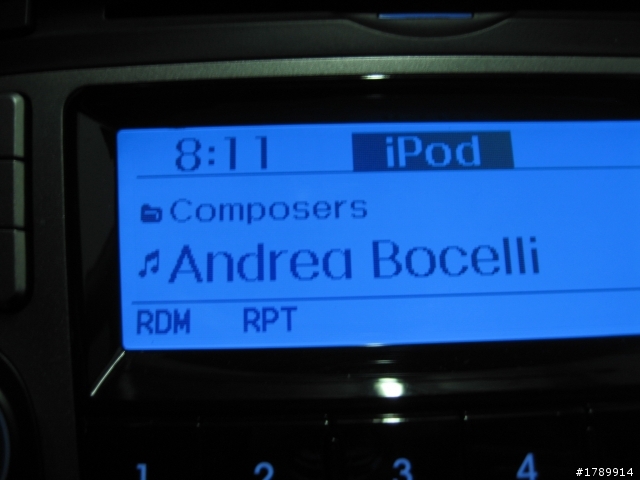 8:11 iPod
Composers
Andrea Bocelli
RDM RPT
1 2 3 4
#1789914